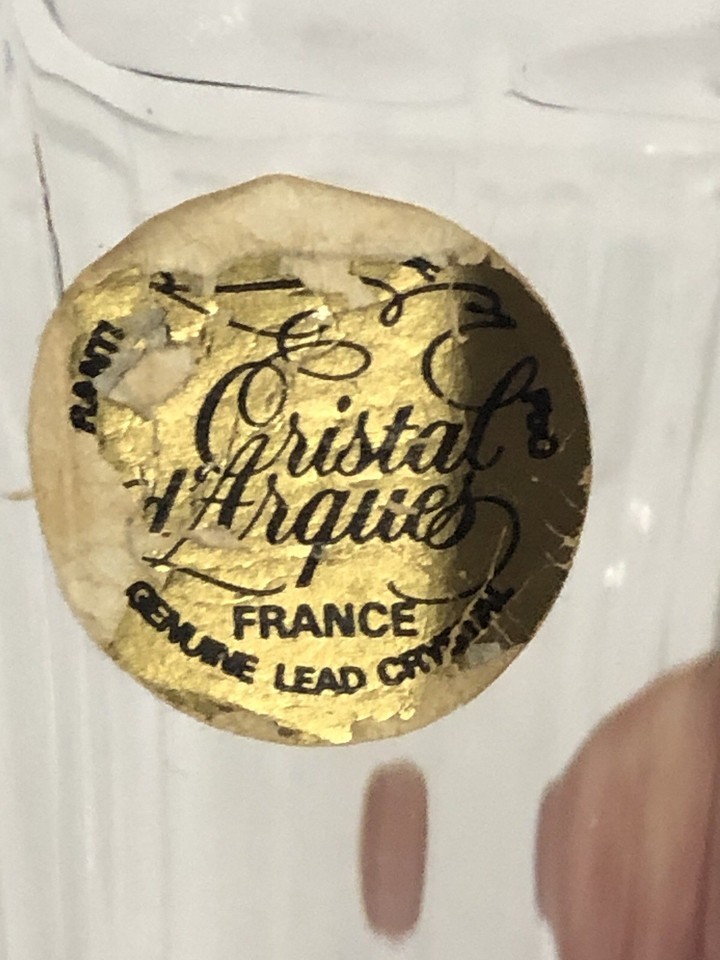 Cristal
d'Arques
FRANCE
GENUINE LEAD CRYSTAL